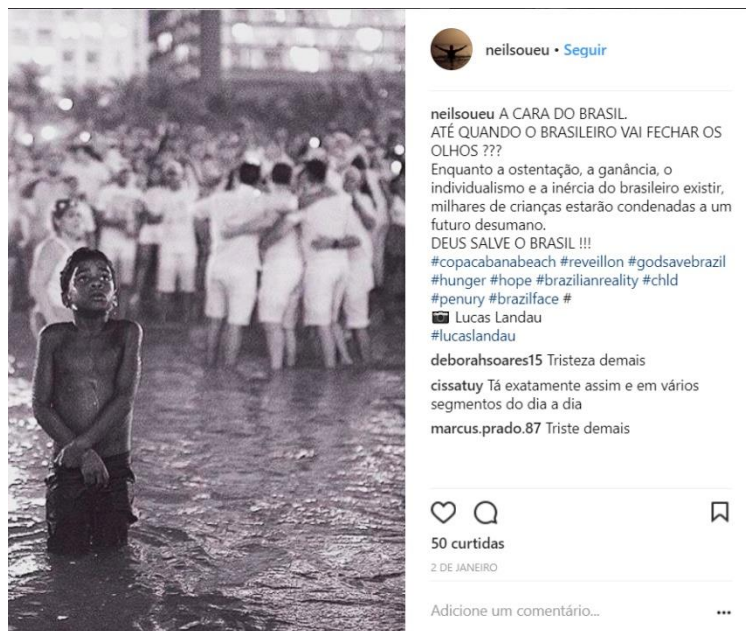 neilsoueu • Seguir
neilsoueu A CARA DO BRASIL.
ATÉ QUANDO O BRASILEIRO VAI FECHAR OS
OLHOS ???
Enquanto a ostentação, a ganância, o
individualismo e a inércia do brasileiro existir,
milhares de crianças estarão condenadas a um
futuro desumano.
DEUS SALVE O BRASIL !!!
#copacabanabeach #reveillon #godsavebrazil
#hunger #hope #brazilianreality #chld
#penury #brazilface #
📷 Lucas Landau
#lucaslandau
deborahsoares15 Tristeza demais
cissatuy Tá exatamente assim e em vários
segmentos do dia a dia
marcus.prado.87 Triste demais
50 curtidas
2 DE JANEIRO
Adicione um comentário...